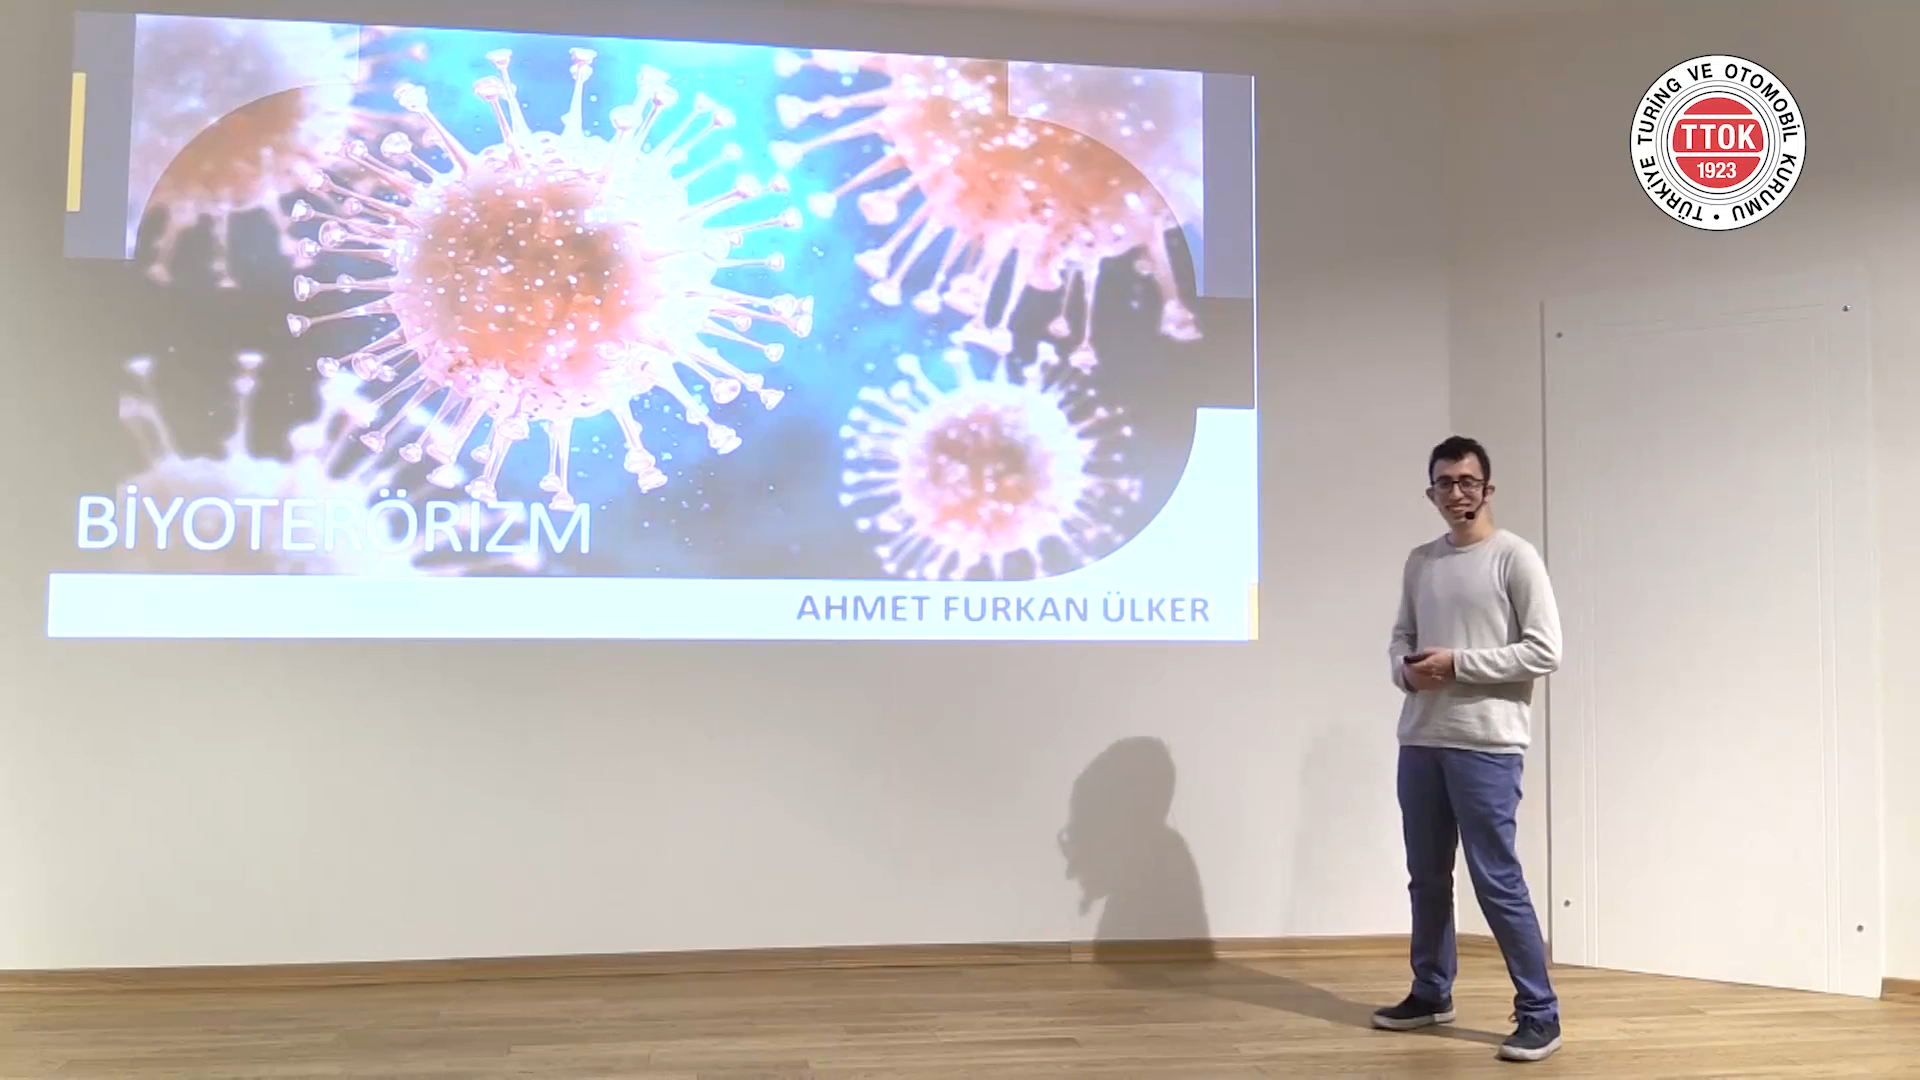 BİYOTERÖRİZM
AHMET FURKAN ÜLKER
TÜRKİYE TURİNG VE OTOMOBİL KURUMU •
TTOK
1923